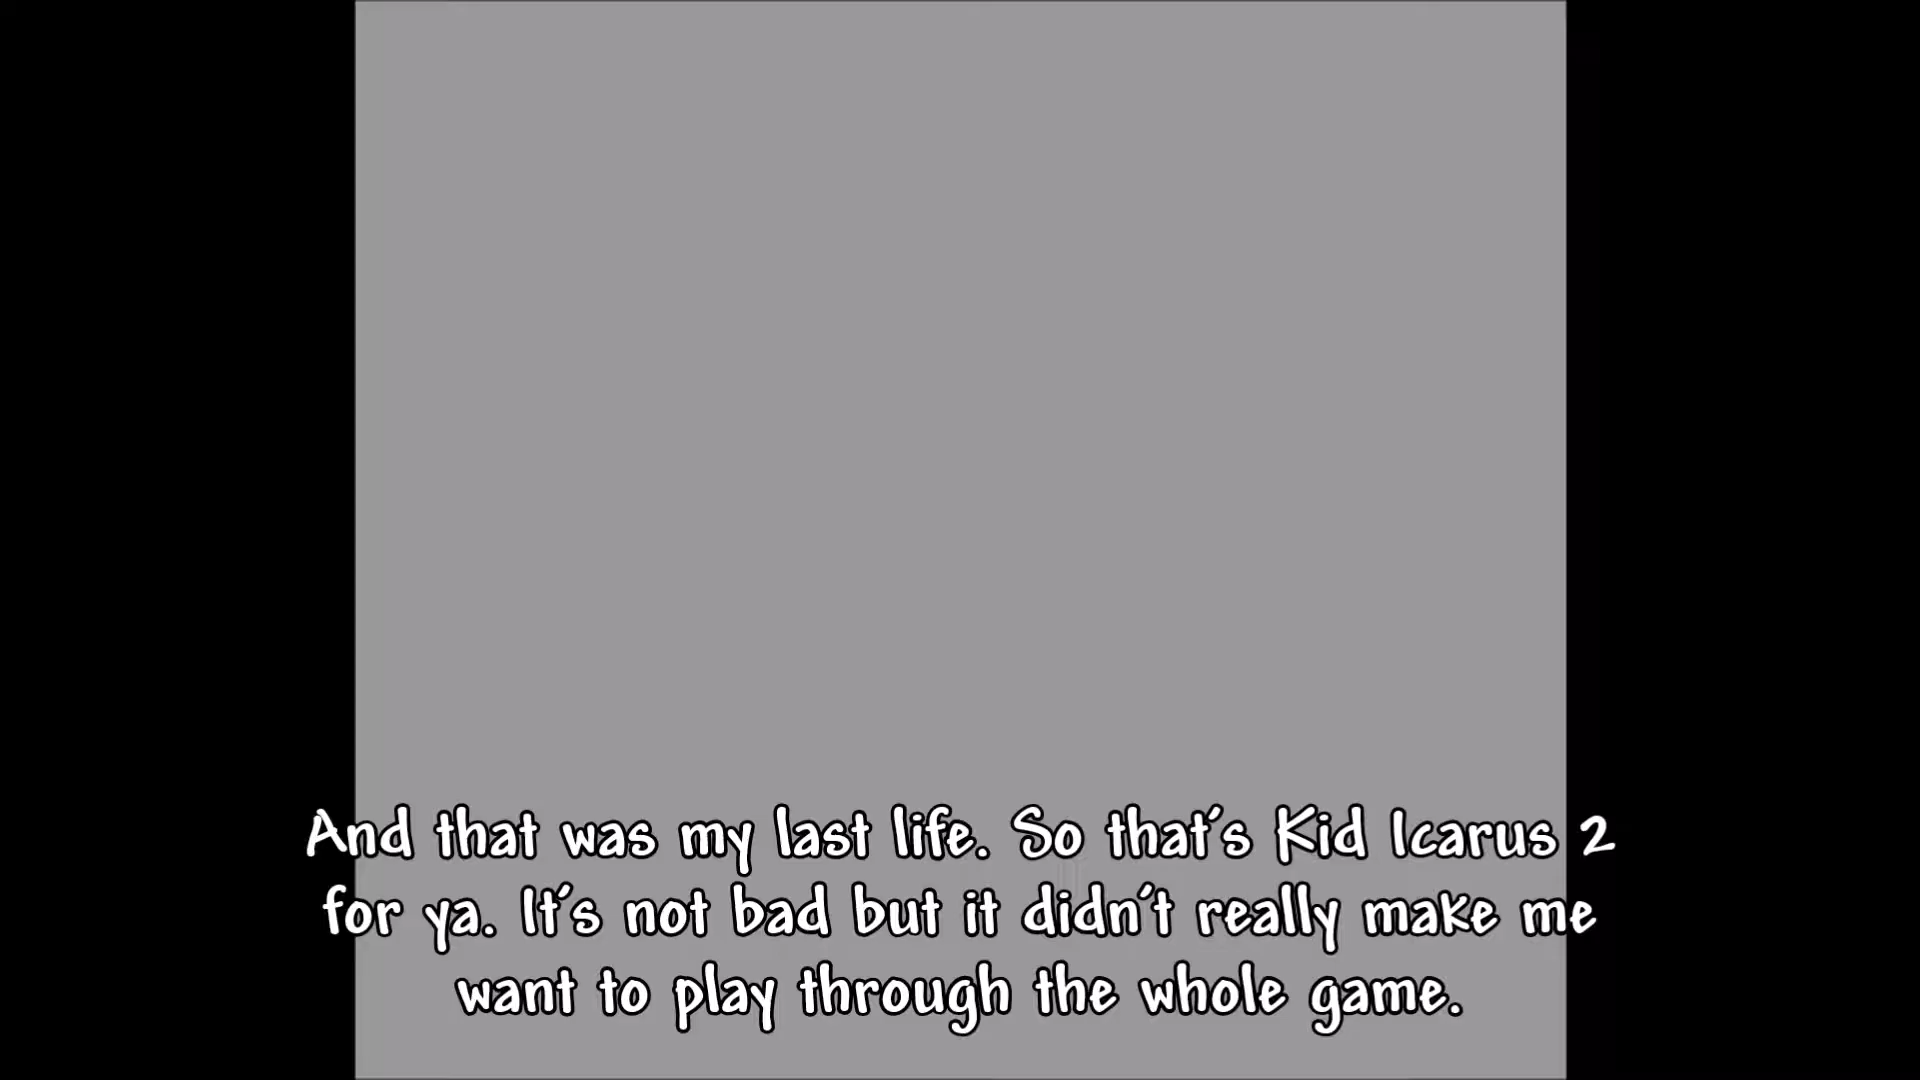 And that was my last life. So that's Kid Icarus 2
for ya. It's not bad but it didn't really make me
want to play through the whole game.